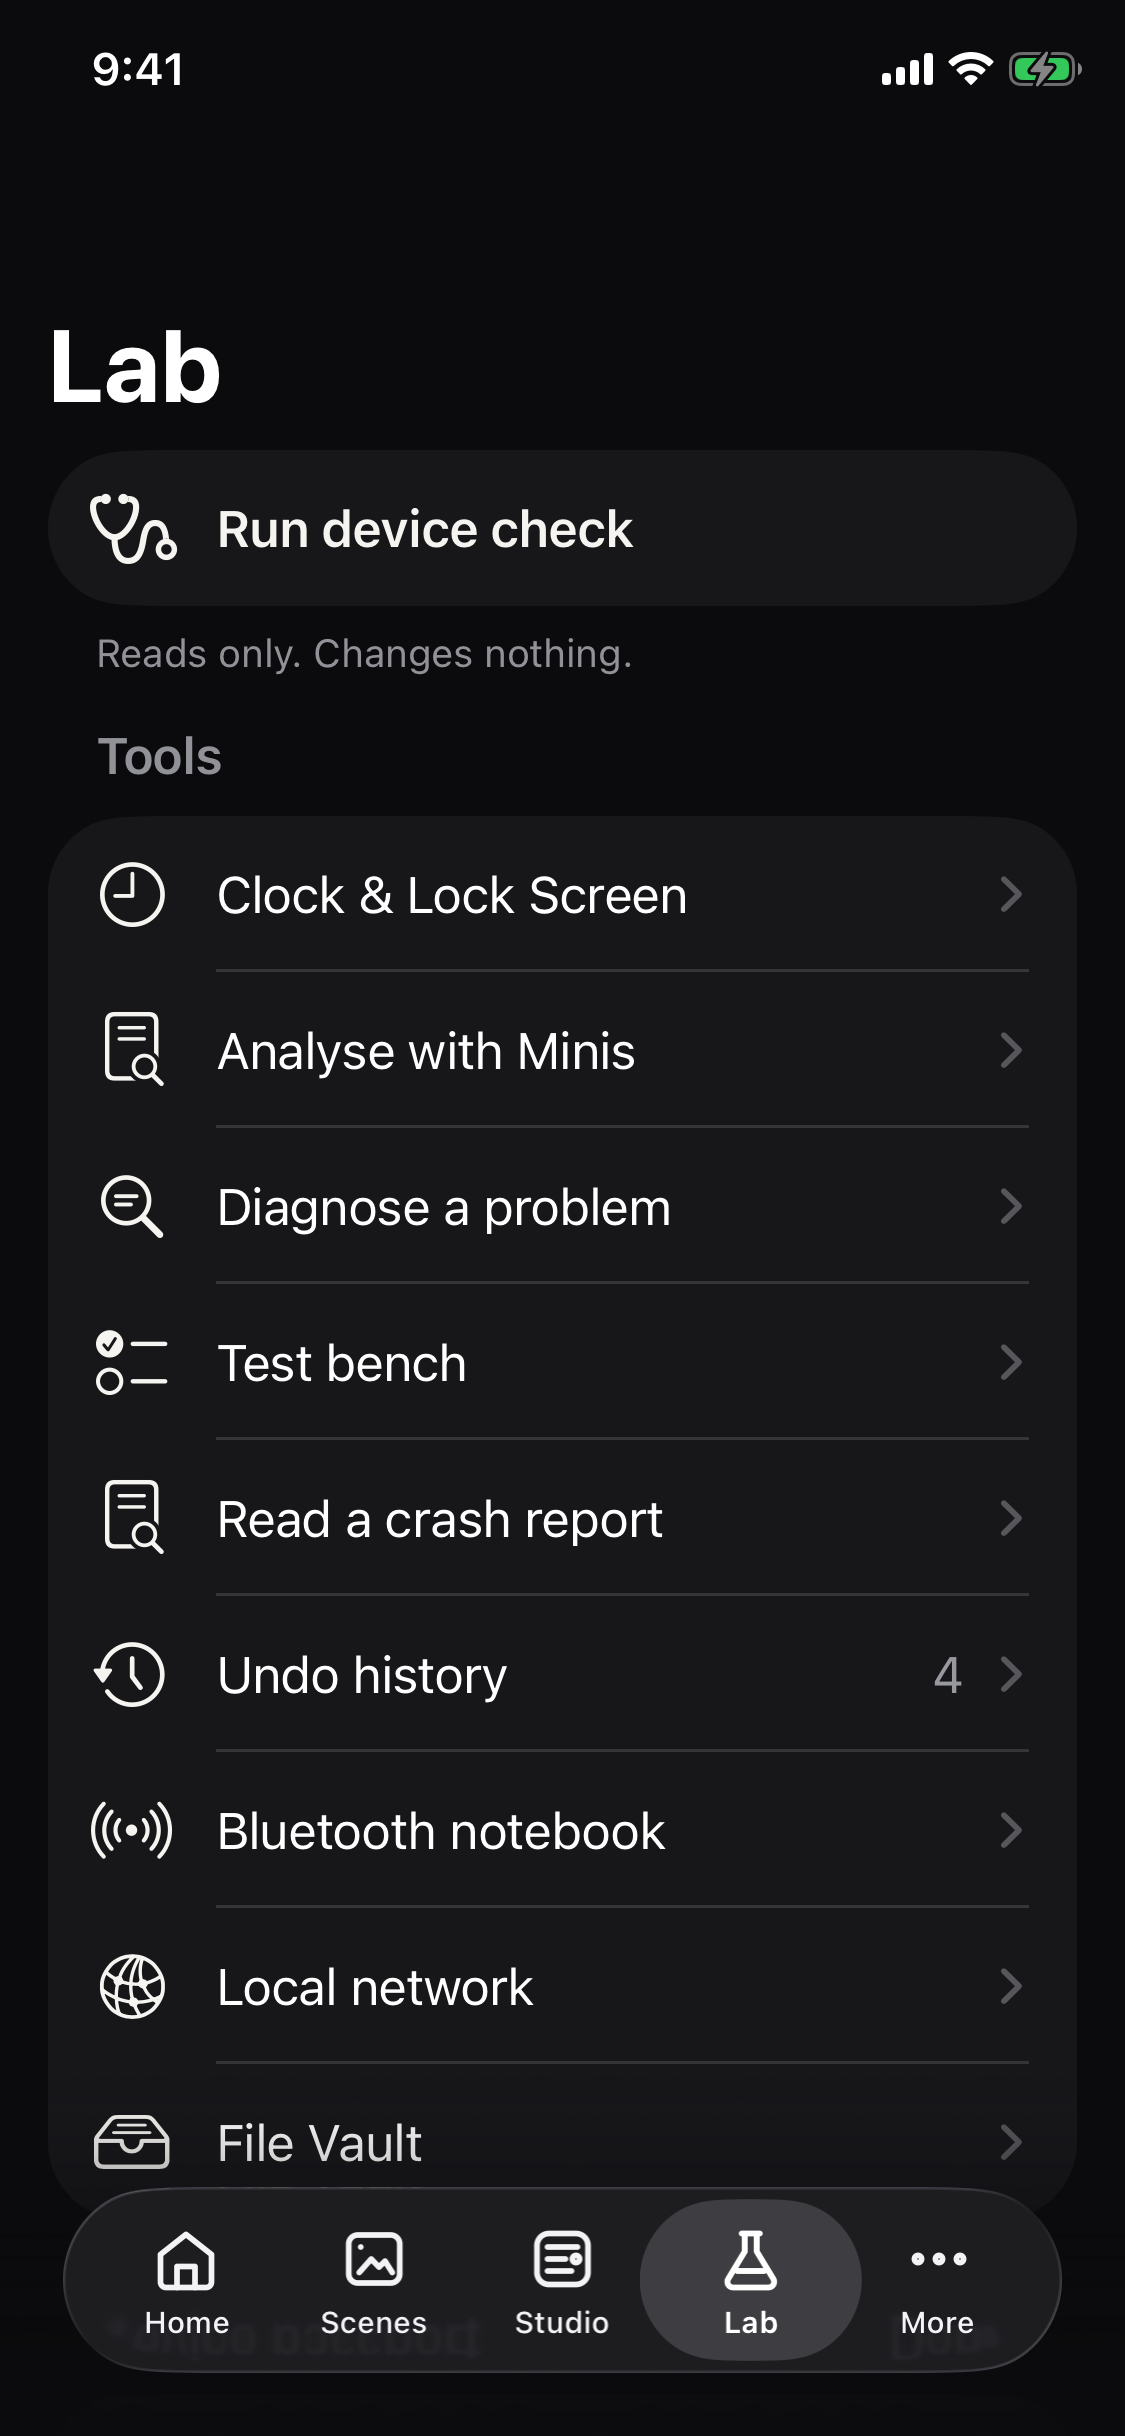 9:41
Lab
Run device check
Reads only. Changes nothing.
Tools
Clock & Lock Screen
Analyse with Minis
Diagnose a problem
Test bench
Read a crash report
Undo history 4
Bluetooth notebook
Local network
File Vault
Home Scenes Studio Lab More